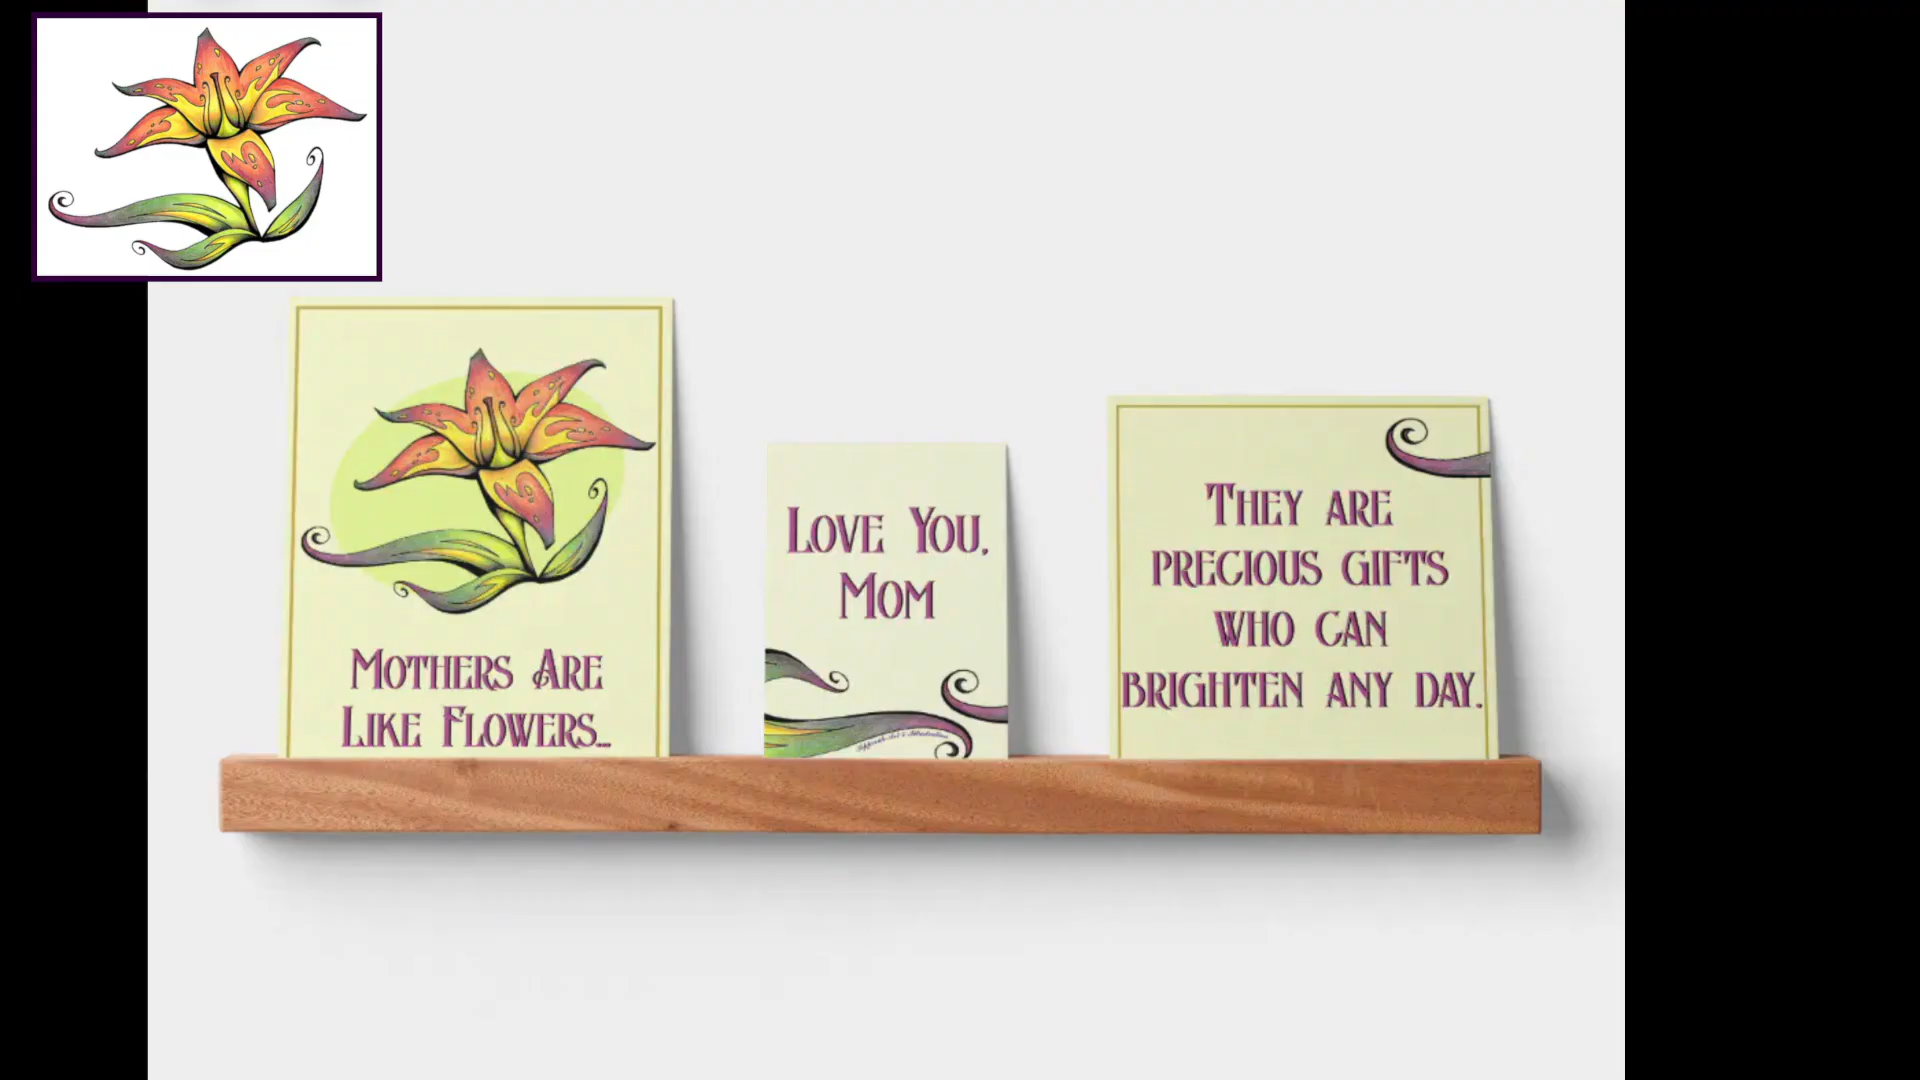 Mothers Are
Like Flowers...
Love You,
Mom
They are
precious gifts
who can
brighten any day.